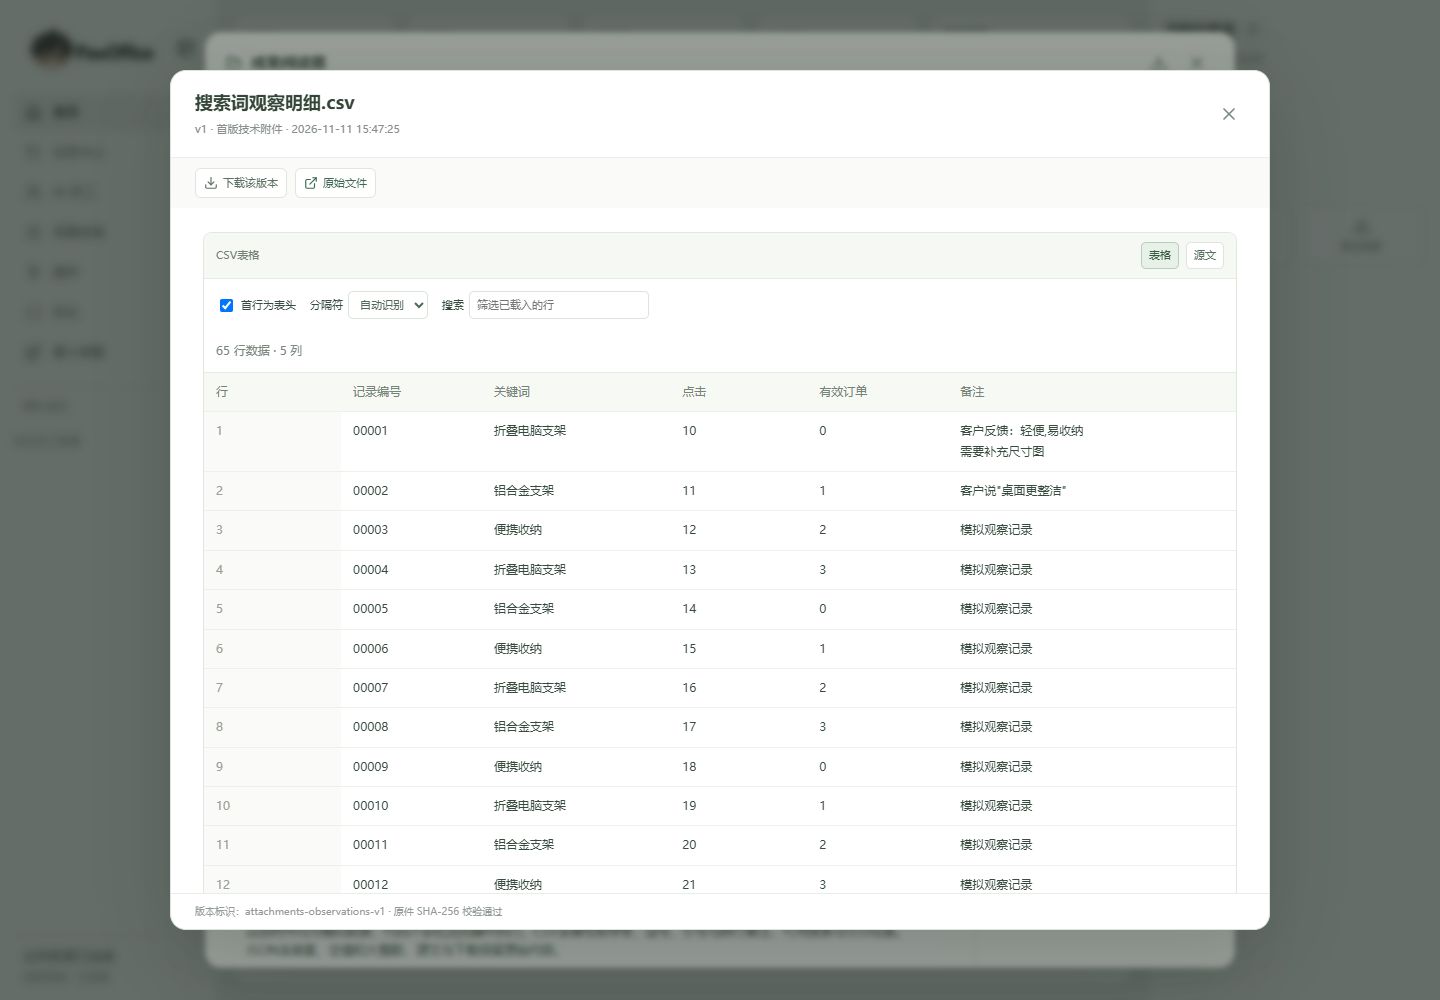 搜索词观察明细.csv
v1 · 首版技术附件 · 2026-11-11 15:47:25
下载该版本 原始文件
CSV表格 表格 源文
首行为表头 分隔符 自动识别 搜索 筛选已载入的行
65 行数据 · 5 列
行 记录编号 关键词 点击 有效订单 备注
1 00001 折叠电脑支架 10 0 客户反馈：轻便,易收纳
需要补充尺寸图
2 00002 铝合金支架 11 1 客户说"桌面更整洁"
3 00003 便携收纳 12 2 模拟观察记录
4 00004 折叠电脑支架 13 3 模拟观察记录
5 00005 铝合金支架 14 0 模拟观察记录
6 00006 便携收纳 15 1 模拟观察记录
7 00007 折叠电脑支架 16 2 模拟观察记录
8 00008 铝合金支架 17 3 模拟观察记录
9 00009 便携收纳 18 0 模拟观察记录
10 00010 折叠电脑支架 19 1 模拟观察记录
11 00011 铝合金支架 20 2 模拟观察记录
12 00012 便携收纳 21 3 模拟观察记录
版本标识：attachments-observations-v1 · 原件 SHA-256 校验通过